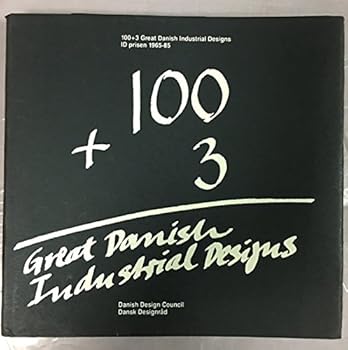 100+3 Great Danish Industrial Designs
ID prisen 1965-85
100
+ 3
Great Danish
Industrial Designs
Danish Design Council
Dansk Designråd